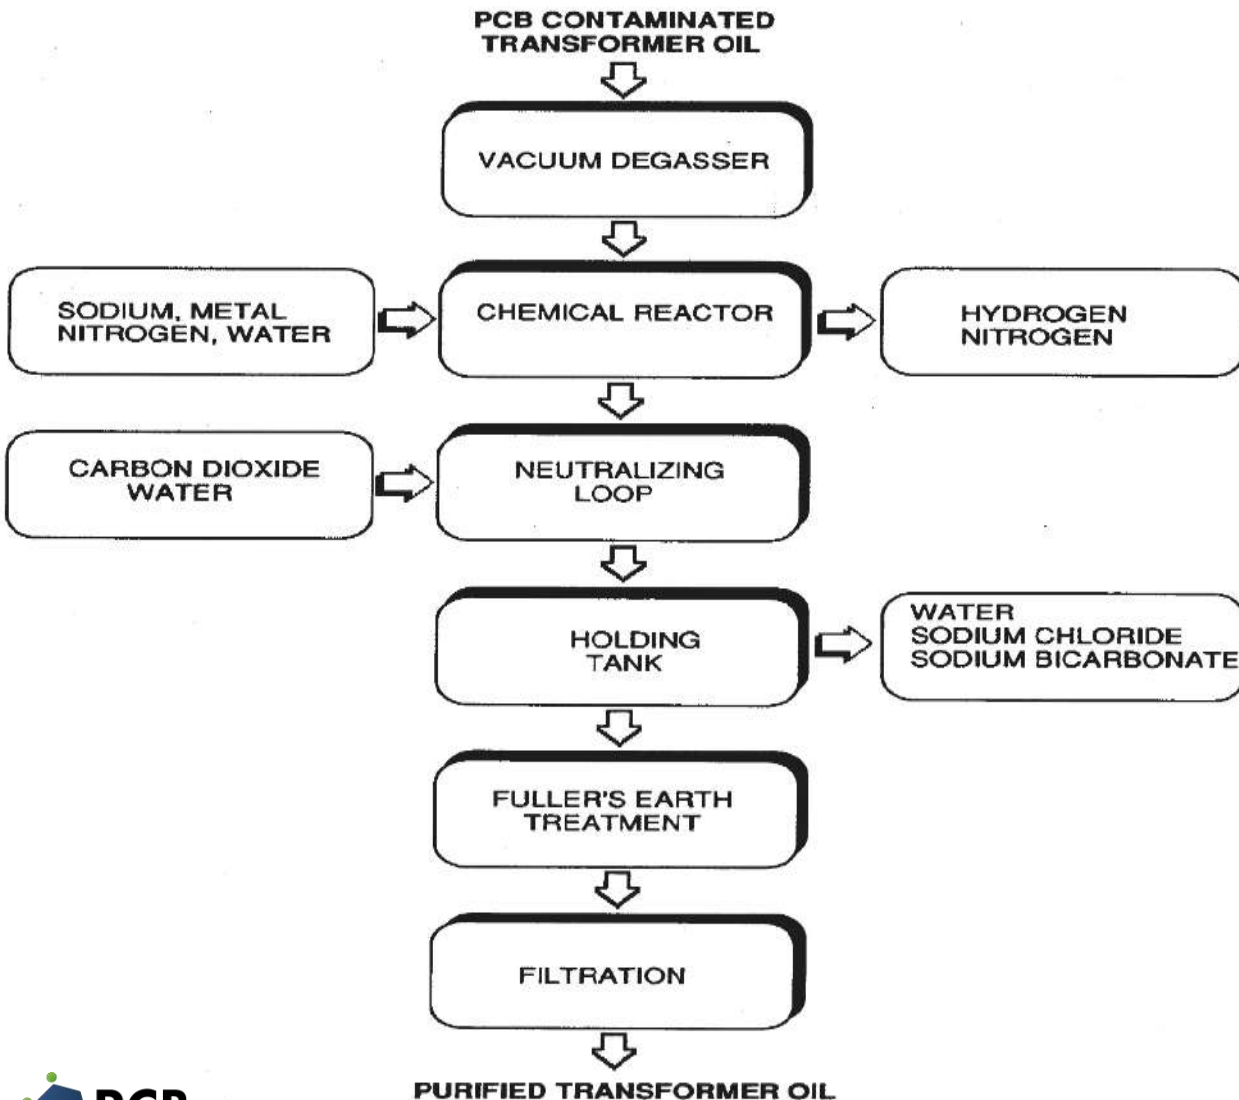 PCB CONTAMINATED
TRANSFORMER OIL
VACUUM DEGASSER
SODIUM, METAL
NITROGEN, WATER
CHEMICAL REACTOR
HYDROGEN
NITROGEN
CARBON DIOXIDE
WATER
NEUTRALIZING
LOOP
HOLDING
TANK
WATER
SODIUM CHLORIDE
SODIUM BICARBONATE
FULLER'S EARTH
TREATMENT
FILTRATION
PURIFIED TRANSFORMER OIL